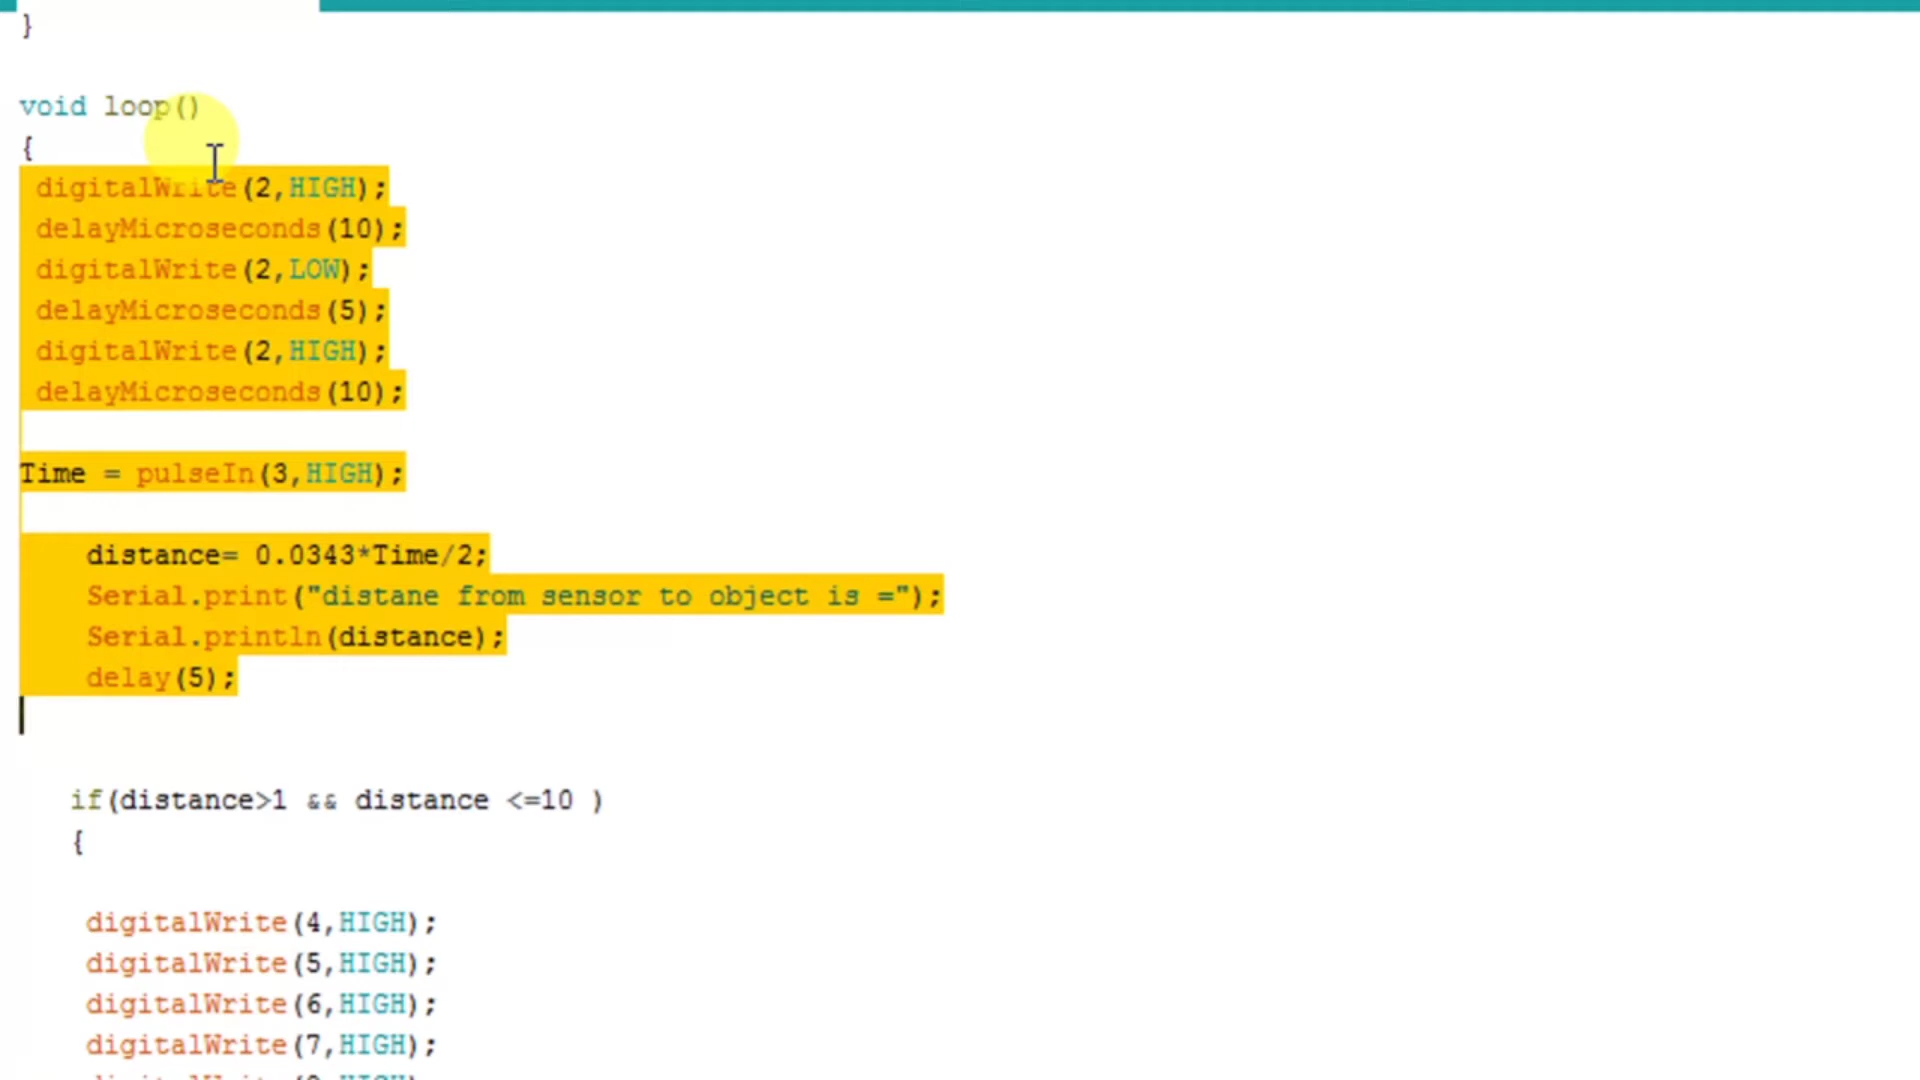 }
void loop()
{
digitalWrite(2,HIGH);
delayMicroseconds(10);
digitalWrite(2,LOW);
delayMicroseconds(5);
digitalWrite(2,HIGH);
delayMicroseconds(10);
Time = pulseIn(3,HIGH);
distance= 0.0343*Time/2;
Serial.print("distane from sensor to object is =");
Serial.println(distance);
delay(5);
if(distance>1 && distance <=10 )
{
digitalWrite(4,HIGH);
digitalWrite(5,HIGH);
digitalWrite(6,HIGH);
digitalWrite(7,HIGH);